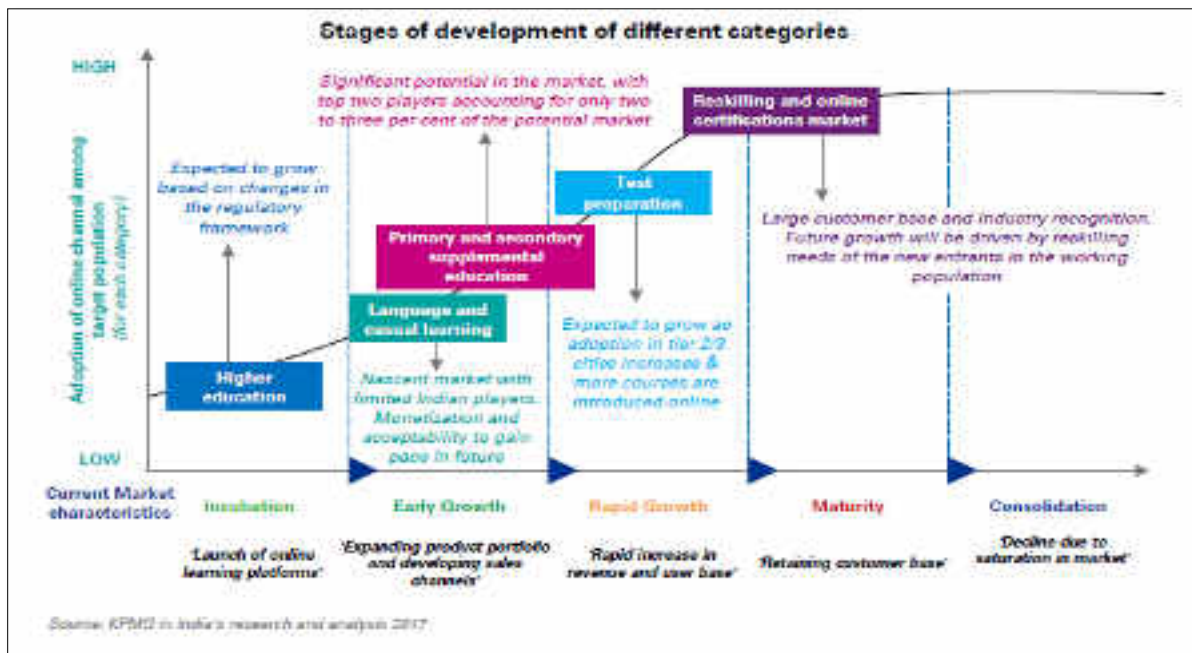 Stages of development of different categories
HIGH
Significant potential in the market, with
top two players accounting for only two
to three per cent of the potential market
Reskilling and online
certifications market
Expected to grow
based on changes in
the regulatory
framework
Test
preparation
Adoption of online channel among
target population
(for each category)
Large customer base and industry recognition.
Future growth will be driven by reskilling
needs of the new entrants in the working
population
Primary and secondary
supplemental
education
Language and
casual learning
Expected to grow as
adoption in tier 2/3
cities increases &
more courses are
introduced online
Higher
education
Nascent market with
limited Indian players.
Monetisation and
acceptability to gain
pace in future
LOW
Current Market
characteristics
Incubation
Early Growth
Rapid Growth
Maturity
Consolidation
'Launch of online
learning platforms'
'Expanding product portfolio
and developing sales
channels'
'Rapid increase in
revenue and user base'
'Retaining customer base'
'Decline due to
saturation in market'
Source: KPMG in India's research and analysis 2017